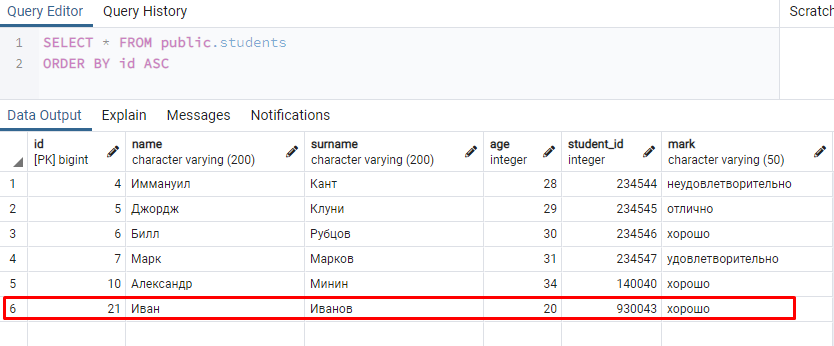 Query Editor Query History Scratch
1 SELECT * FROM public.students
2 ORDER BY id ASC
Data Output Explain Messages Notifications
id name surname age student_id mark
[PK] bigint character varying (200) character varying (200) integer integer character varying (50)
1 4 Иммануил Кант 28 234544 неудовлетворительно
2 5 Джордж Клуни 29 234545 отлично
3 6 Билл Рубцов 30 234546 хорошо
4 7 Марк Марков 31 234547 удовлетворительно
5 10 Александр Минин 34 140040 хорошо
6 21 Иван Иванов 20 930043 хорошо